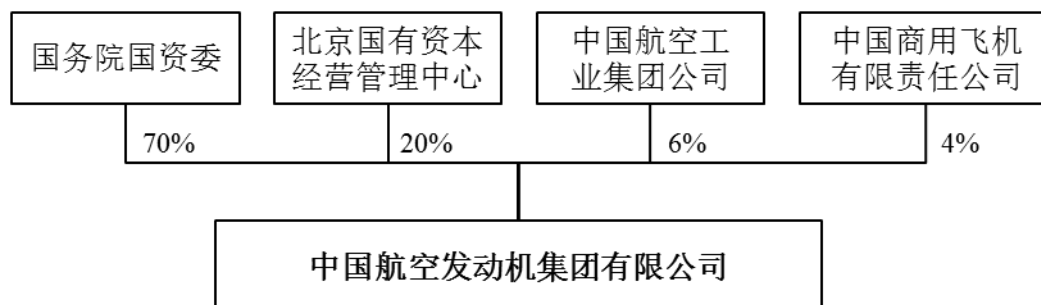 国务院国资委
北京国有资本
经营管理中心
中国航空工
业集团公司
中国商用飞机
有限责任公司
70%
20%
6%
4%
中国航空发动机集团有限公司